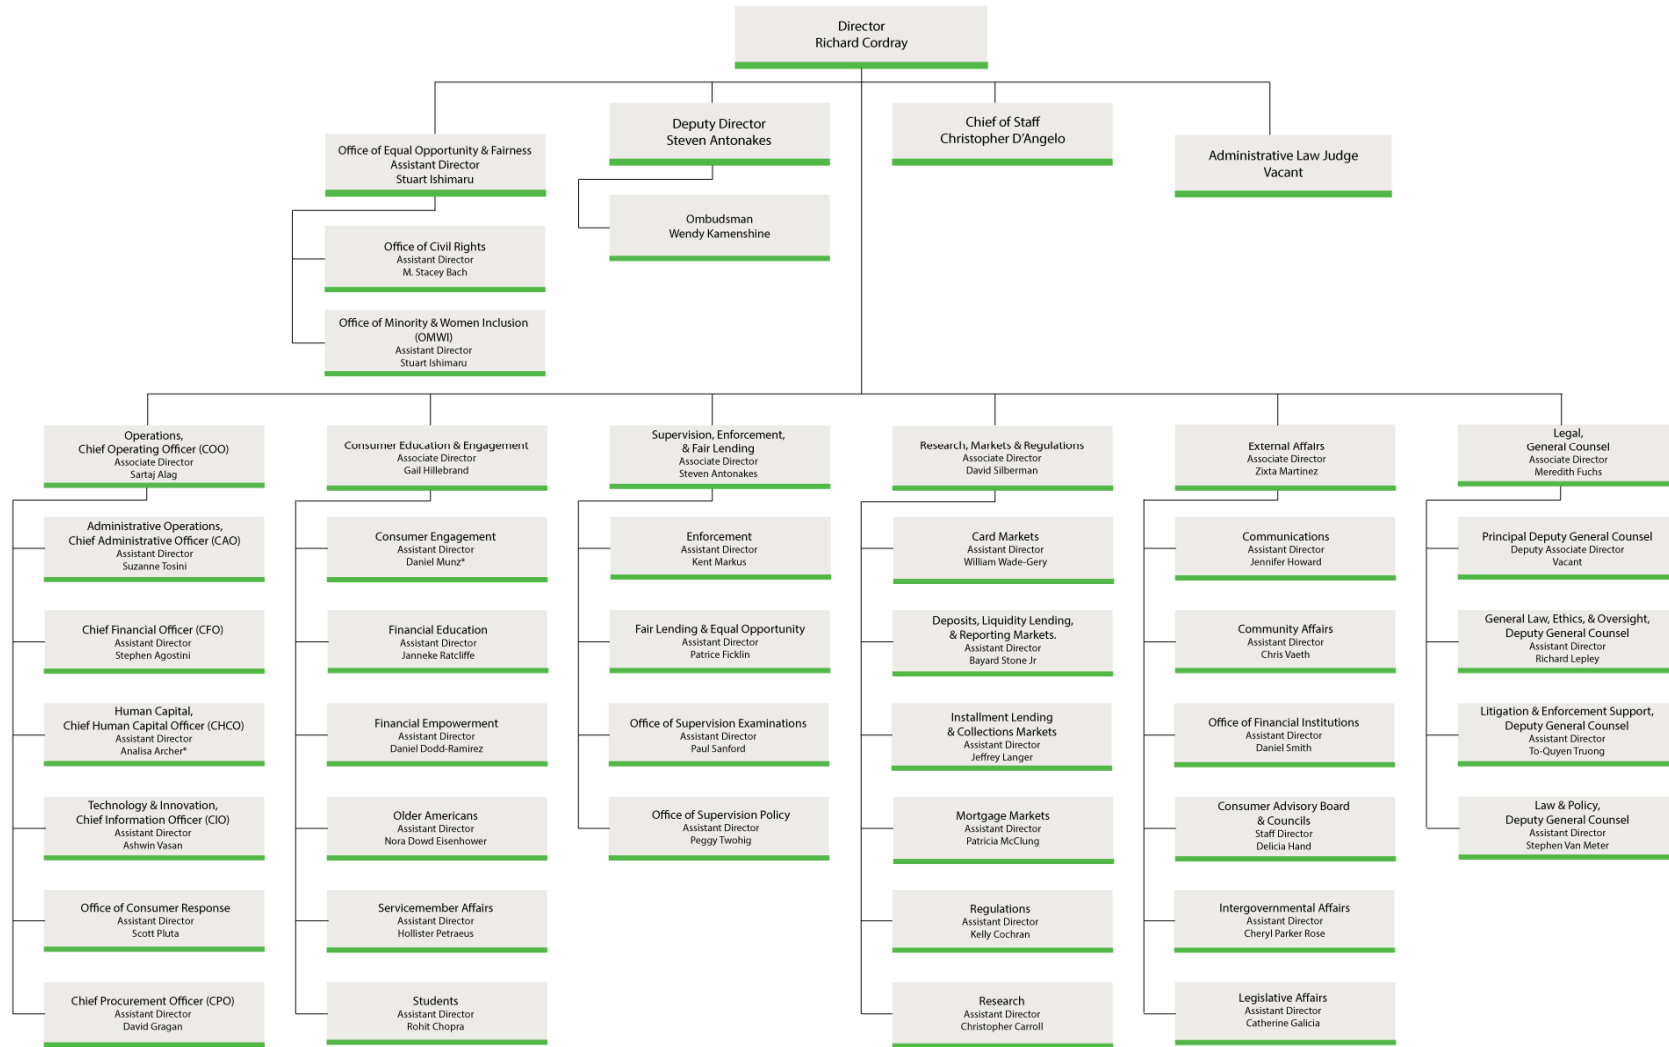 Director
Richard Cordray
Office of Equal Opportunity & Fairness
Assistant Director
Stuart Ishimaru
Deputy Director
Steven Antonakes
Chief of Staff
Christopher D'Angelo
Administrative Law Judge
Vacant
Ombudsman
Wendy Kamenshine
Office of Civil Rights
Assistant Director
M. Stacey Bach
Office of Minority & Women Inclusion
(OMWI)
Assistant Director
Stuart Ishimaru
Operations,
Chief Operating Officer (COO)
Associate Director
Sartaj Alag
Administrative Operations,
Chief Administrative Officer (CAO)
Assistant Director
Suzanne Tosini
Chief Financial Officer (CFO)
Assistant Director
Stephen Agostini
Human Capital,
Chief Human Capital Officer (CHCO)
Assistant Director
Analisa Archer*
Technology & Innovation,
Chief Information Officer (CIO)
Assistant Director
Ashwin Vasan
Office of Consumer Response
Assistant Director
Scott Pluta
Chief Procurement Officer (CPO)
Assistant Director
David Gragan
Consumer Education & Engagement
Associate Director
Gail Hillebrand
Consumer Engagement
Assistant Director
Daniel Munz*
Financial Education
Assistant Director
Janneke Ratcliffe
Financial Empowerment
Assistant Director
Daniel Dodd-Ramirez
Older Americans
Assistant Director
Nora Dowd Eisenhower
Servicemember Affairs
Assistant Director
Hollister Petraeus
Students
Assistant Director
Rohit Chopra
Supervision, Enforcement,
& Fair Lending
Associate Director
Steven Antonakes
Enforcement
Assistant Director
Kent Markus
Fair Lending & Equal Opportunity
Assistant Director
Patrice Ficklin
Office of Supervision Examinations
Assistant Director
Paul Sanford
Office of Supervision Policy
Assistant Director
Peggy Twohig
Research, Markets & Regulations
Associate Director
David Silberman
Card Markets
Assistant Director
William Wade-Gery
Deposits, Liquidity Lending,
& Reporting Markets.
Assistant Director
Bayard Stone Jr
Installment Lending
& Collections Markets
Assistant Director
Jeffrey Langer
Mortgage Markets
Assistant Director
Patricia McClung
Regulations
Assistant Director
Kelly Cochran
Research
Assistant Director
Christopher Carroll
External Affairs
Associate Director
Zixta Martinez
Communications
Assistant Director
Jennifer Howard
Community Affairs
Assistant Director
Chris Vaeth
Office of Financial Institutions
Assistant Director
Daniel Smith
Consumer Advisory Board
& Councils
Staff Director
Delicia Hand
Intergovernmental Affairs
Assistant Director
Cheryl Parker Rose
Legislative Affairs
Assistant Director
Catherine Galicia
Legal,
General Counsel
Associate Director
Meredith Fuchs
Principal Deputy General Counsel
Deputy Associate Director
Vacant
General Law, Ethics, & Oversight,
Deputy General Counsel
Assistant Director
Richard Lepley
Litigation & Enforcement Support,
Deputy General Counsel
Assistant Director
To-Quyen Truong
Law & Policy,
Deputy General Counsel
Assistant Director
Stephen Van Meter